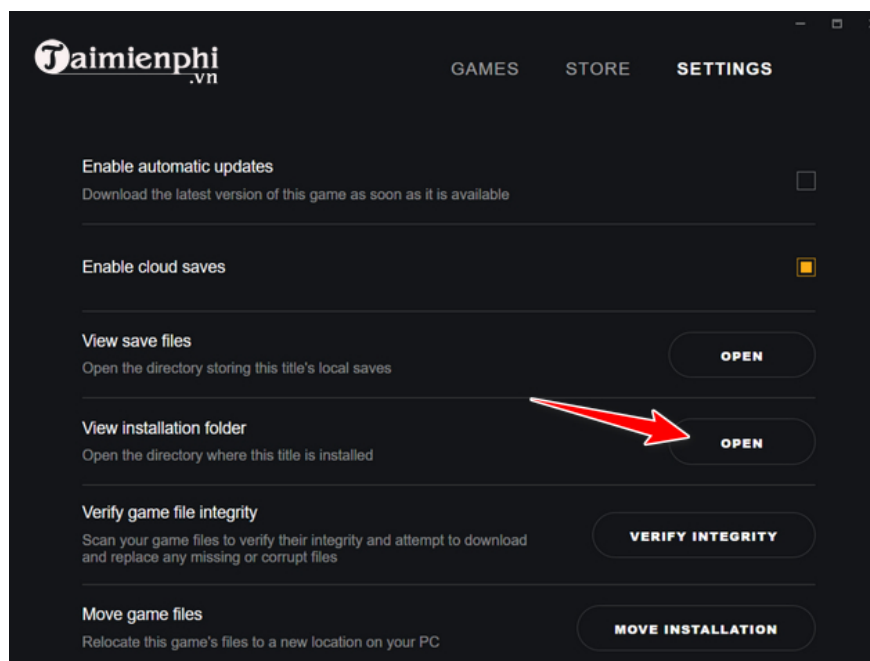 Taimienphi
.vn
GAMES STORE SETTINGS
Enable automatic updates
Download the latest version of this game as soon as it is available
Enable cloud saves
View save files
Open the directory storing this title's local saves
OPEN
View installation folder
Open the directory where this title is installed
OPEN
Verify game file integrity
Scan your game files to verify their integrity and attempt to download
and replace any missing or corrupt files
VERIFY INTEGRITY
Move game files
Relocate this game's files to a new location on your PC
MOVE INSTALLATION